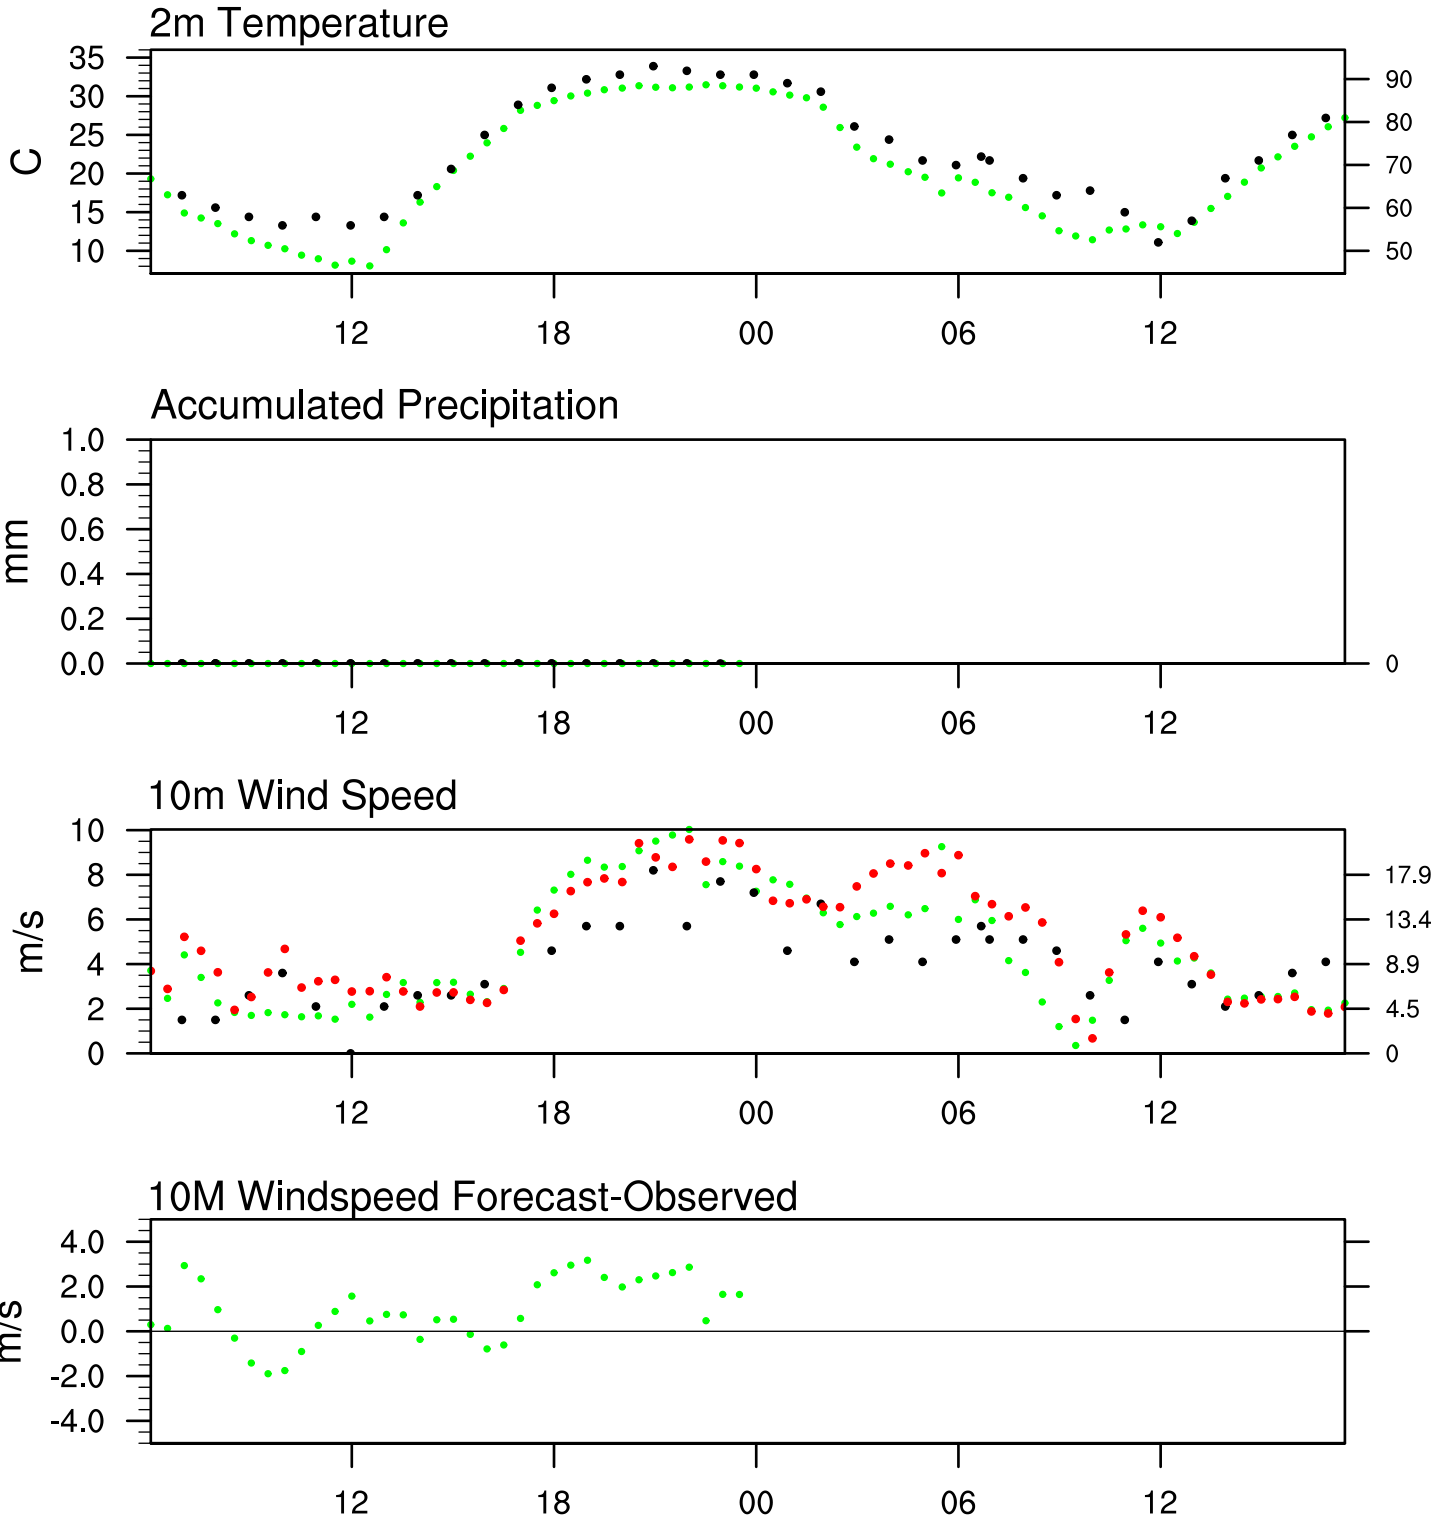 2m Temperature
35
30
25
20
15
10
C
90
80
70
60
50
12 18 00 06 12
Accumulated Precipitation
1.0
0.8
0.6
0.4
0.2
0.0
mm
0
12 18 00 06 12
10m Wind Speed
10
8
6
4
2
0
m/s
17.9
13.4
8.9
4.5
0
12 18 00 06 12
10M Windspeed Forecast-Observed
4.0
2.0
0.0
-2.0
-4.0
m/s
12 18 00 06 12